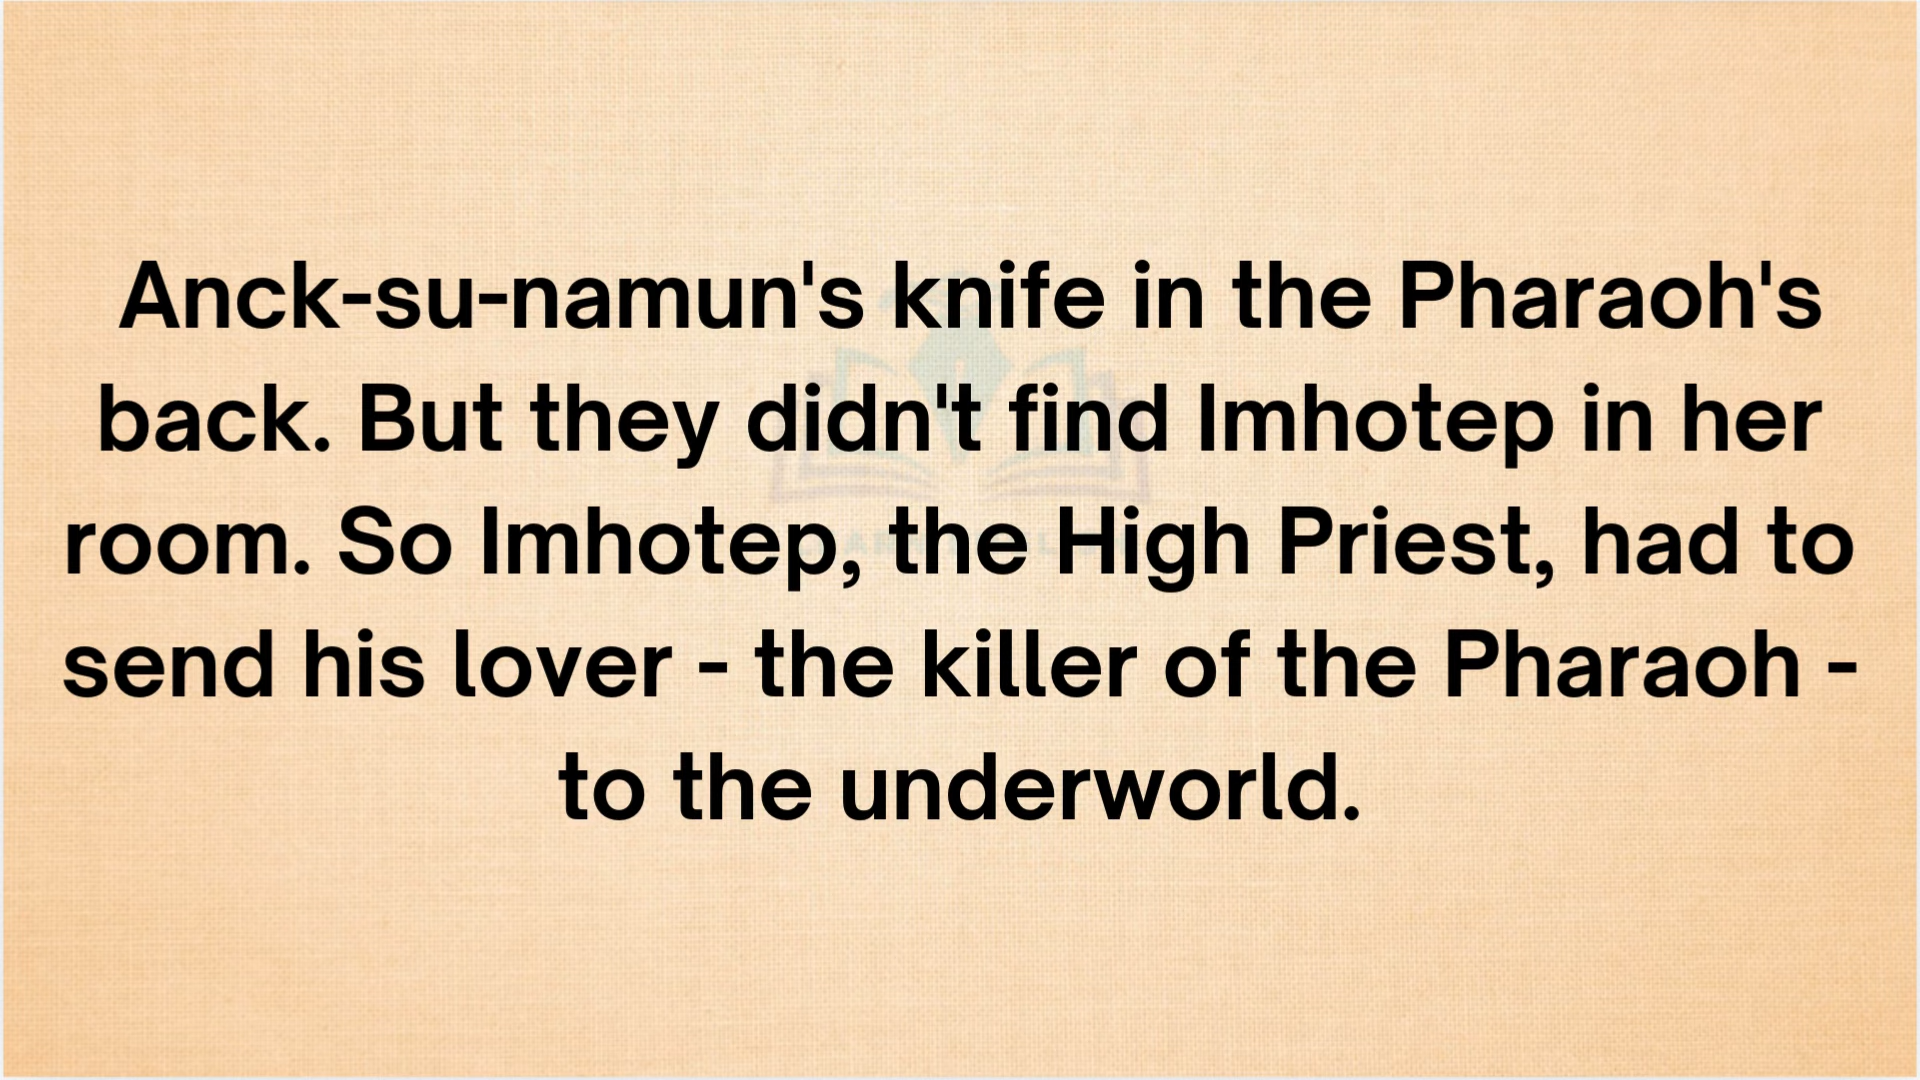 Anck-su-namun's knife in the Pharaoh's
back. But they didn't find Imhotep in her
room. So Imhotep, the High Priest, had to
send his lover - the killer of the Pharaoh -
to the underworld.